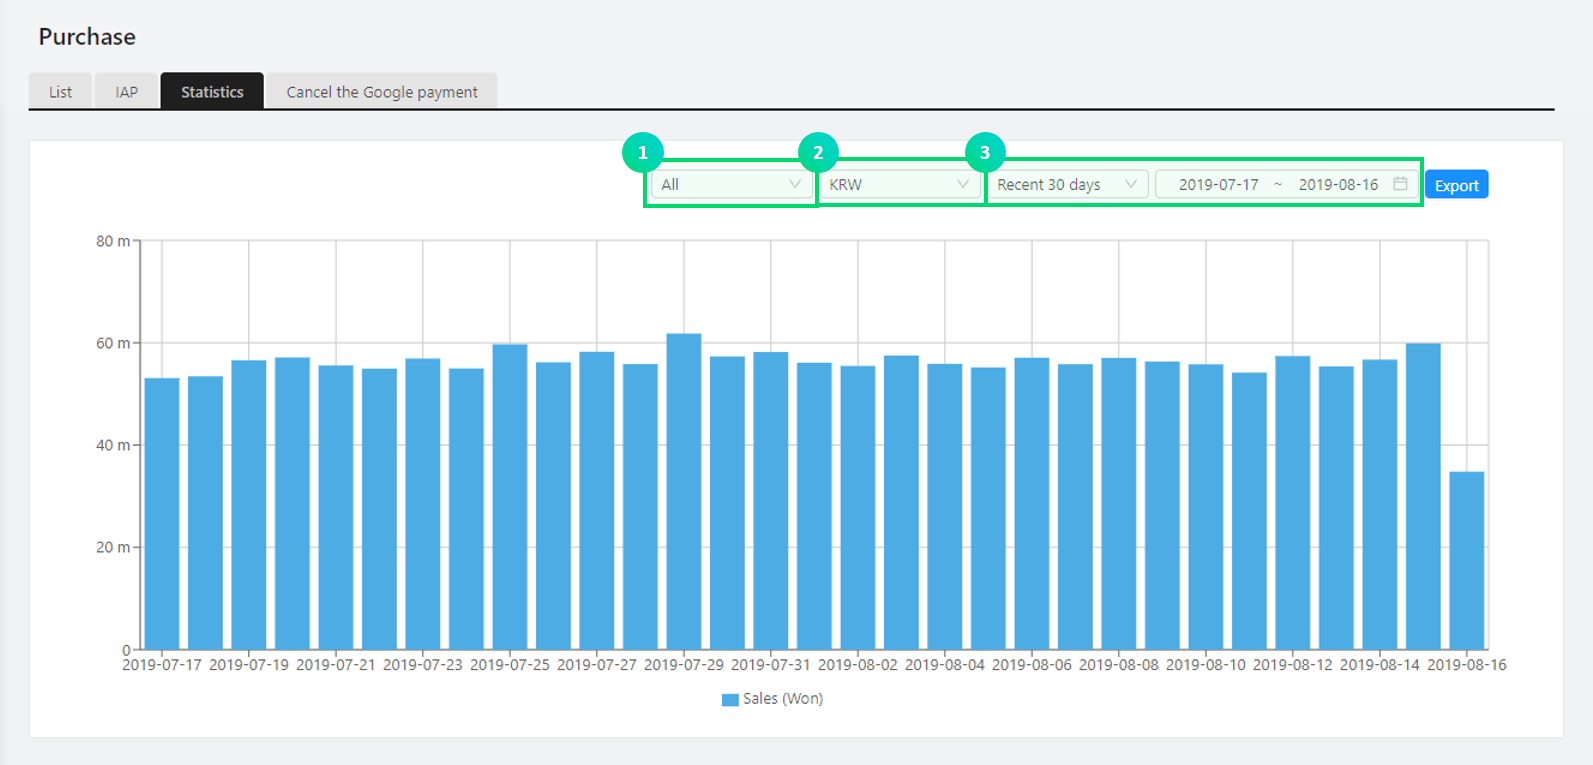 Purchase
List IAP Statistics Cancel the Google payment
1 2 3
All KRW Recent 30 days 2019-07-17 ~ 2019-08-16 Export
80 m
60 m
40 m
20 m
0
2019-07-17 2019-07-19 2019-07-21 2019-07-23 2019-07-25 2019-07-27 2019-07-29 2019-07-31 2019-08-02 2019-08-04 2019-08-06 2019-08-08 2019-08-10 2019-08-12 2019-08-14 2019-08-16
Sales (Won)